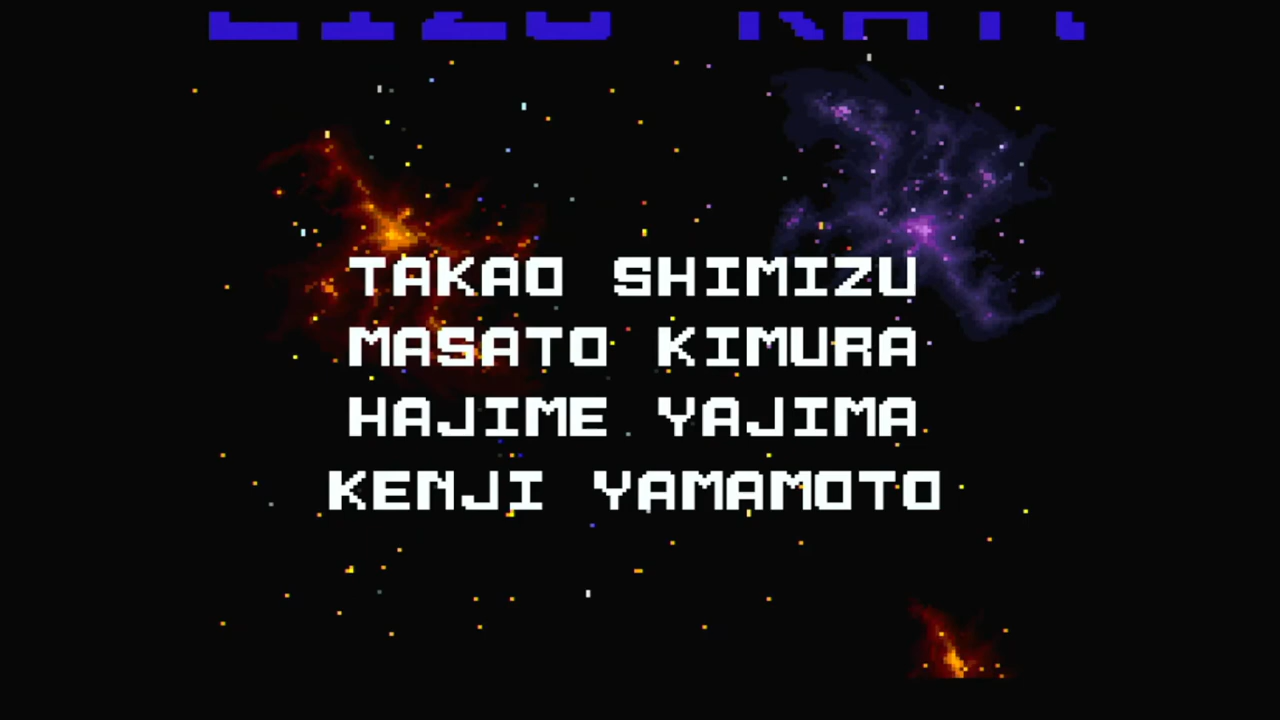 TAKAO SHIMIZU
MASATO KIMURA
HAJIME YAJIMA
KENJI YAMAMOTO